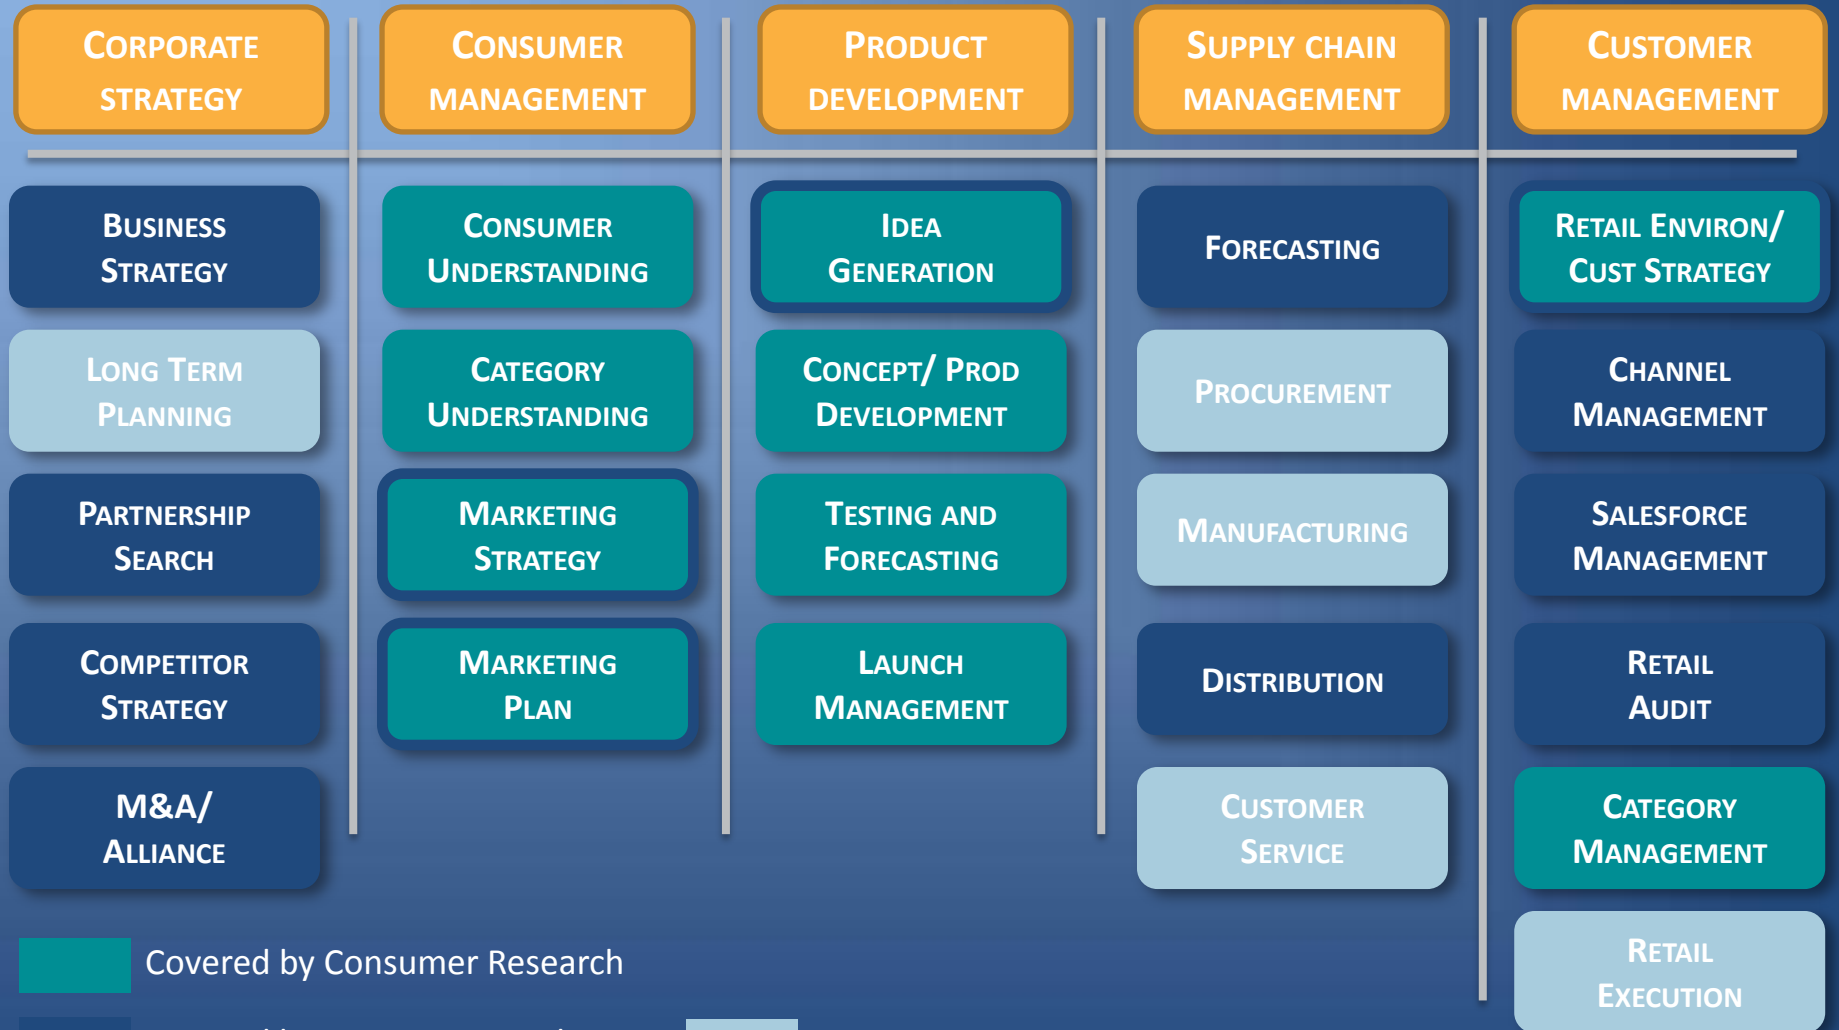 CORPORATE
STRATEGY
CONSUMER
MANAGEMENT
PRODUCT
DEVELOPMENT
SUPPLY CHAIN
MANAGEMENT
CUSTOMER
MANAGEMENT
BUSINESS
STRATEGY
LONG TERM
PLANNING
PARTNERSHIP
SEARCH
COMPETITOR
STRATEGY
M&A/
ALLIANCE
CONSUMER
UNDERSTANDING
CATEGORY
UNDERSTANDING
MARKETING
STRATEGY
MARKETING
PLAN
IDEA
GENERATION
CONCEPT/ PROD
DEVELOPMENT
TESTING AND
FORECASTING
LAUNCH
MANAGEMENT
FORECASTING
PROCUREMENT
MANUFACTURING
DISTRIBUTION
CUSTOMER
SERVICE
RETAIL ENVIRON/
CUST STRATEGY
CHANNEL
MANAGEMENT
SALESFORCE
MANAGEMENT
RETAIL
AUDIT
CATEGORY
MANAGEMENT
RETAIL
EXECUTION
Covered by Consumer Research